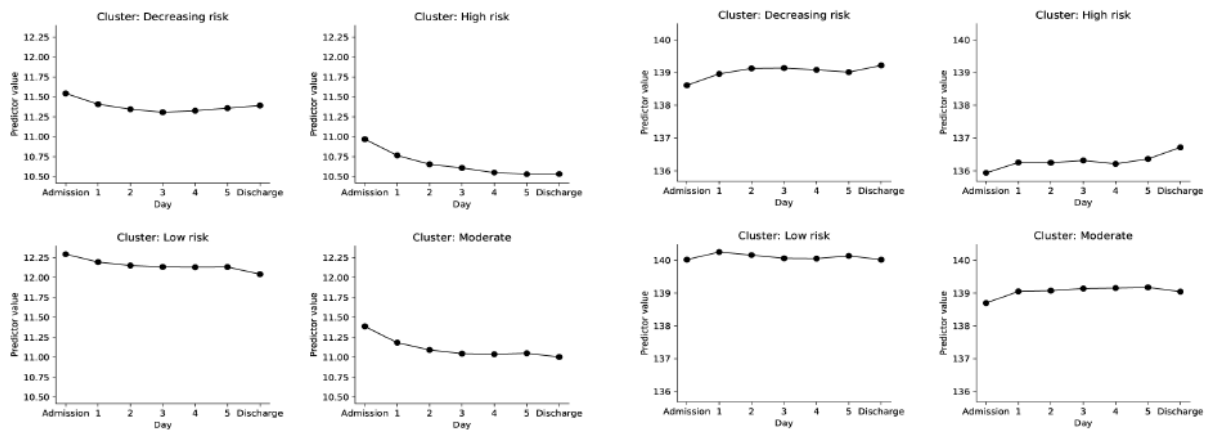 Cluster: Decreasing risk
12.25
12.00
11.75
11.50
11.25
11.00
10.75
10.50
Predictor value
Admission 1 2 3 4 5 Discharge
Day
Cluster: High risk
12.25
12.00
11.75
11.50
11.25
11.00
10.75
10.50
Predictor value
Admission 1 2 3 4 5 Discharge
Day
Cluster: Decreasing risk
140
139
138
137
136
Predictor value
Admission 1 2 3 4 5 Discharge
Day
Cluster: High risk
140
139
138
137
136
Predictor value
Admission 1 2 3 4 5 Discharge
Day
Cluster: Low risk
12.25
12.00
11.75
11.50
11.25
11.00
10.75
10.50
Predictor value
Admission 1 2 3 4 5 Discharge
Day
Cluster: Moderate
12.25
12.00
11.75
11.50
11.25
11.00
10.75
10.50
Predictor value
Admission 1 2 3 4 5 Discharge
Day
Cluster: Low risk
140
139
138
137
136
Predictor value
Admission 1 2 3 4 5 Discharge
Day
Cluster: Moderate
140
139
138
137
136
Predictor value
Admission 1 2 3 4 5 Discharge
Day